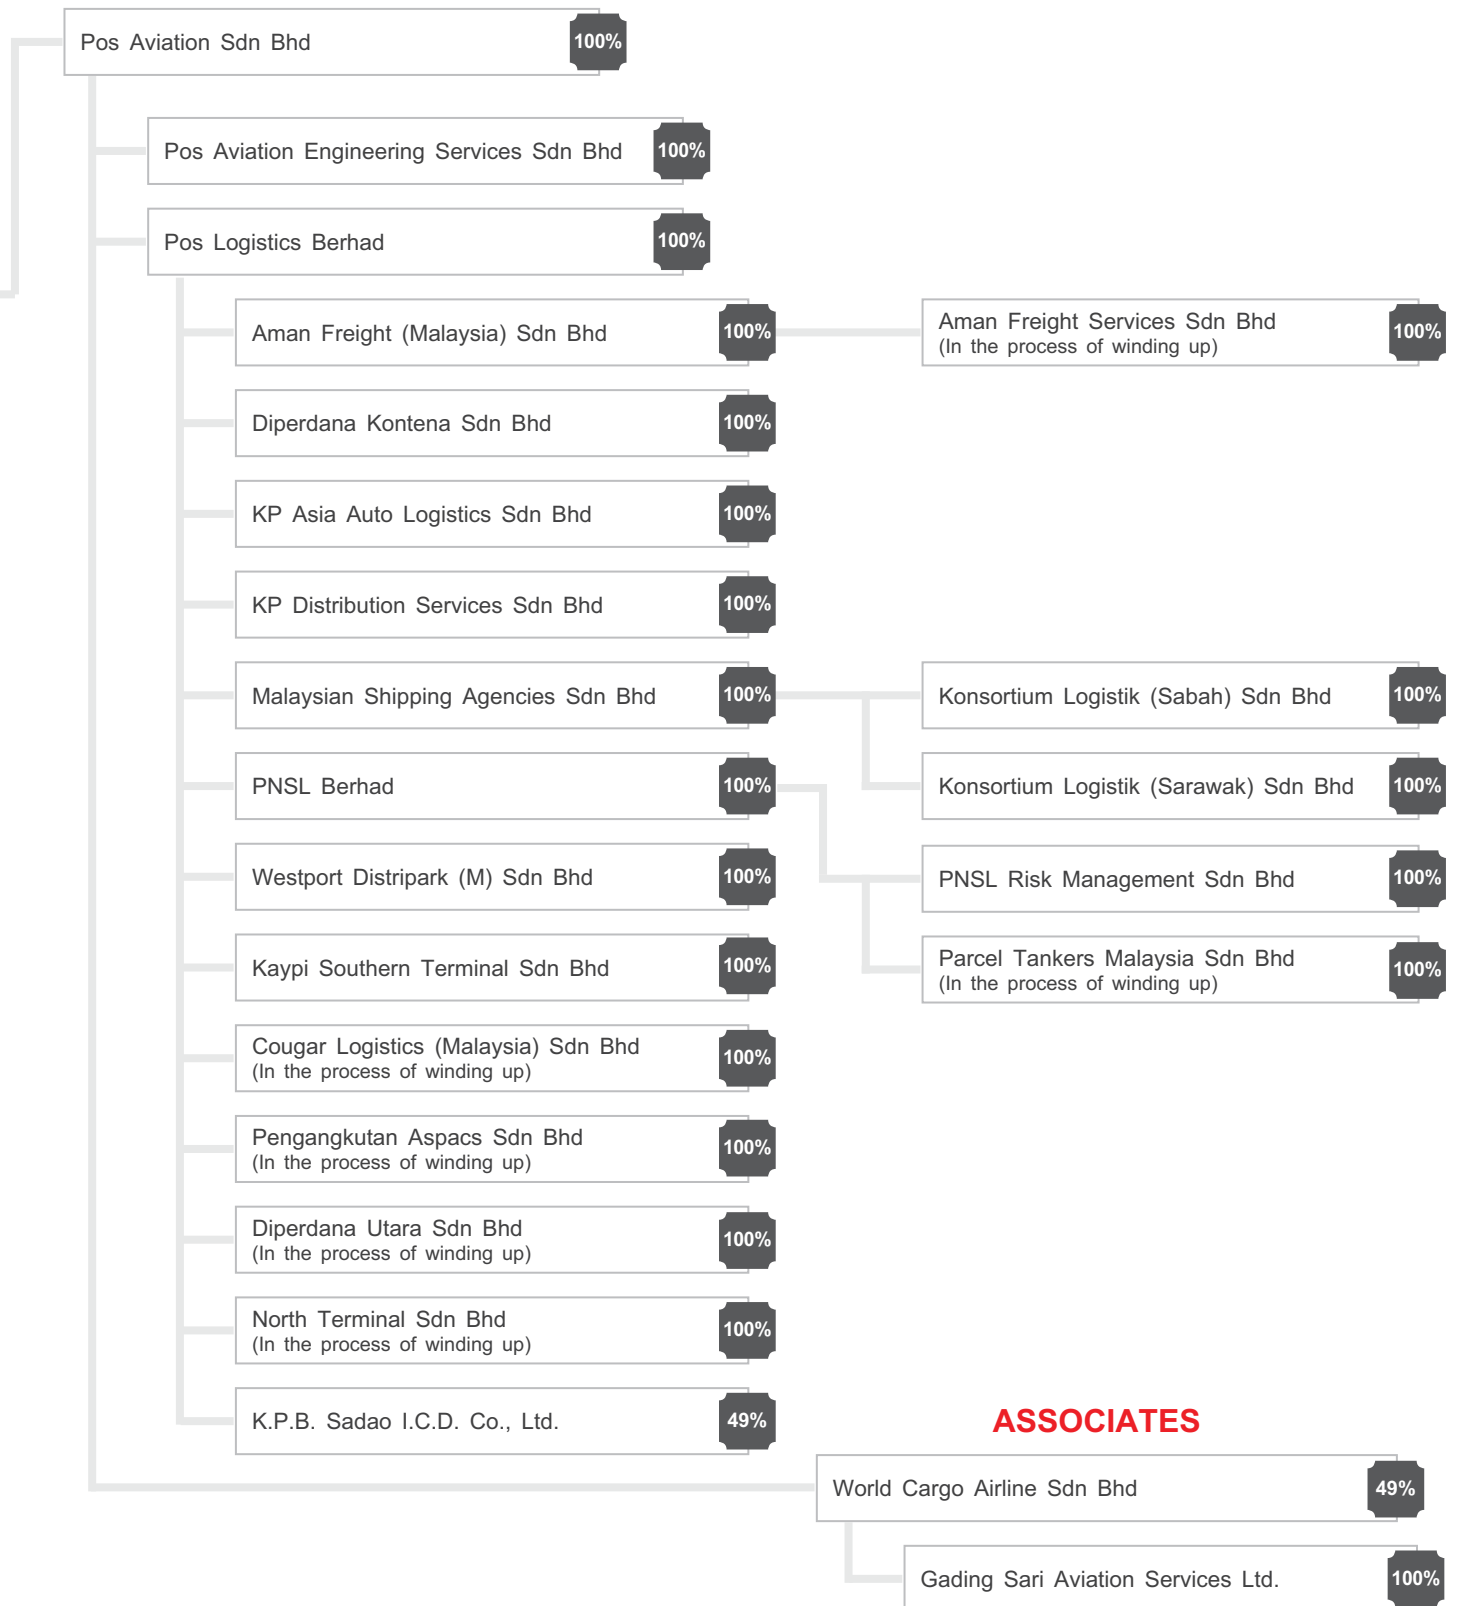 Pos Aviation Sdn Bhd 100%
Pos Aviation Engineering Services Sdn Bhd 100%
Pos Logistics Berhad 100%
Aman Freight (Malaysia) Sdn Bhd 100%
Aman Freight Services Sdn Bhd 100%
(In the process of winding up)
Diperdana Kontena Sdn Bhd 100%
KP Asia Auto Logistics Sdn Bhd 100%
KP Distribution Services Sdn Bhd 100%
Malaysian Shipping Agencies Sdn Bhd 100%
Konsortium Logistik (Sabah) Sdn Bhd 100%
PNSL Berhad 100%
Konsortium Logistik (Sarawak) Sdn Bhd 100%
Westport Distripark (M) Sdn Bhd 100%
PNSL Risk Management Sdn Bhd 100%
Kaypi Southern Terminal Sdn Bhd 100%
Parcel Tankers Malaysia Sdn Bhd 100%
(In the process of winding up)
Cougar Logistics (Malaysia) Sdn Bhd 100%
(In the process of winding up)
Pengangkutan Aspacs Sdn Bhd 100%
(In the process of winding up)
Diperdana Utara Sdn Bhd 100%
(In the process of winding up)
North Terminal Sdn Bhd 100%
(In the process of winding up)
K.P.B. Sadao I.C.D. Co., Ltd. 49%
ASSOCIATES
World Cargo Airline Sdn Bhd 49%
Gading Sari Aviation Services Ltd. 100%